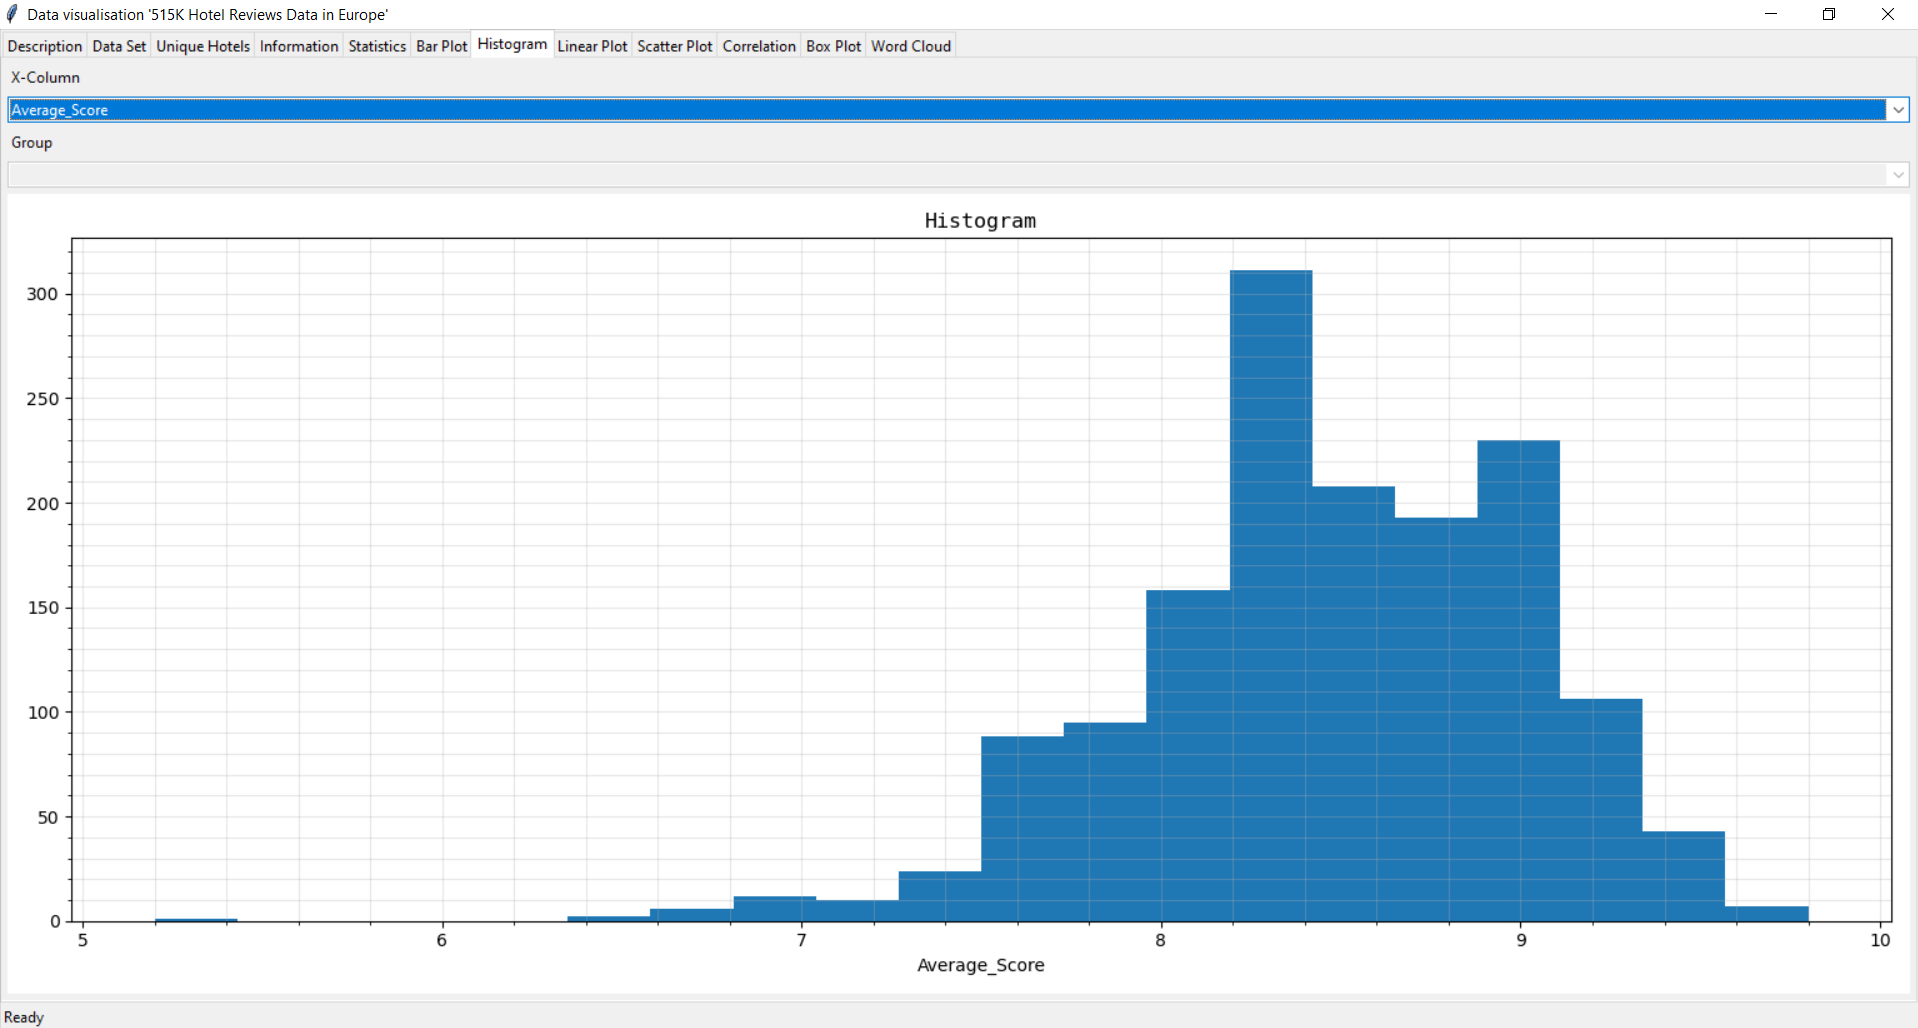 Data visualisation '515K Hotel Reviews Data in Europe'
Description Data Set Unique Hotels Information Statistics Bar Plot Histogram Linear Plot Scatter Plot Correlation Box Plot Word Cloud
X-Column
Average_Score
Group
Histogram
300
250
200
150
100
50
0
5 6 7 8 9 10
Average_Score
Ready